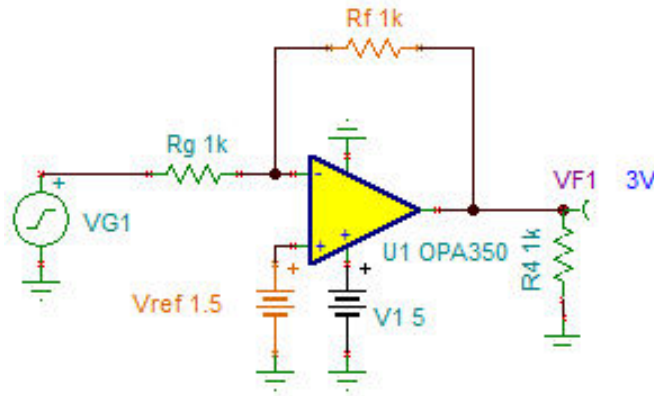 Rf 1k
Rg 1k
-
+
VG1
+
+
+
+
U1 OPA350
VF1 3V
R4 1k
Vref 1.5
V1 5